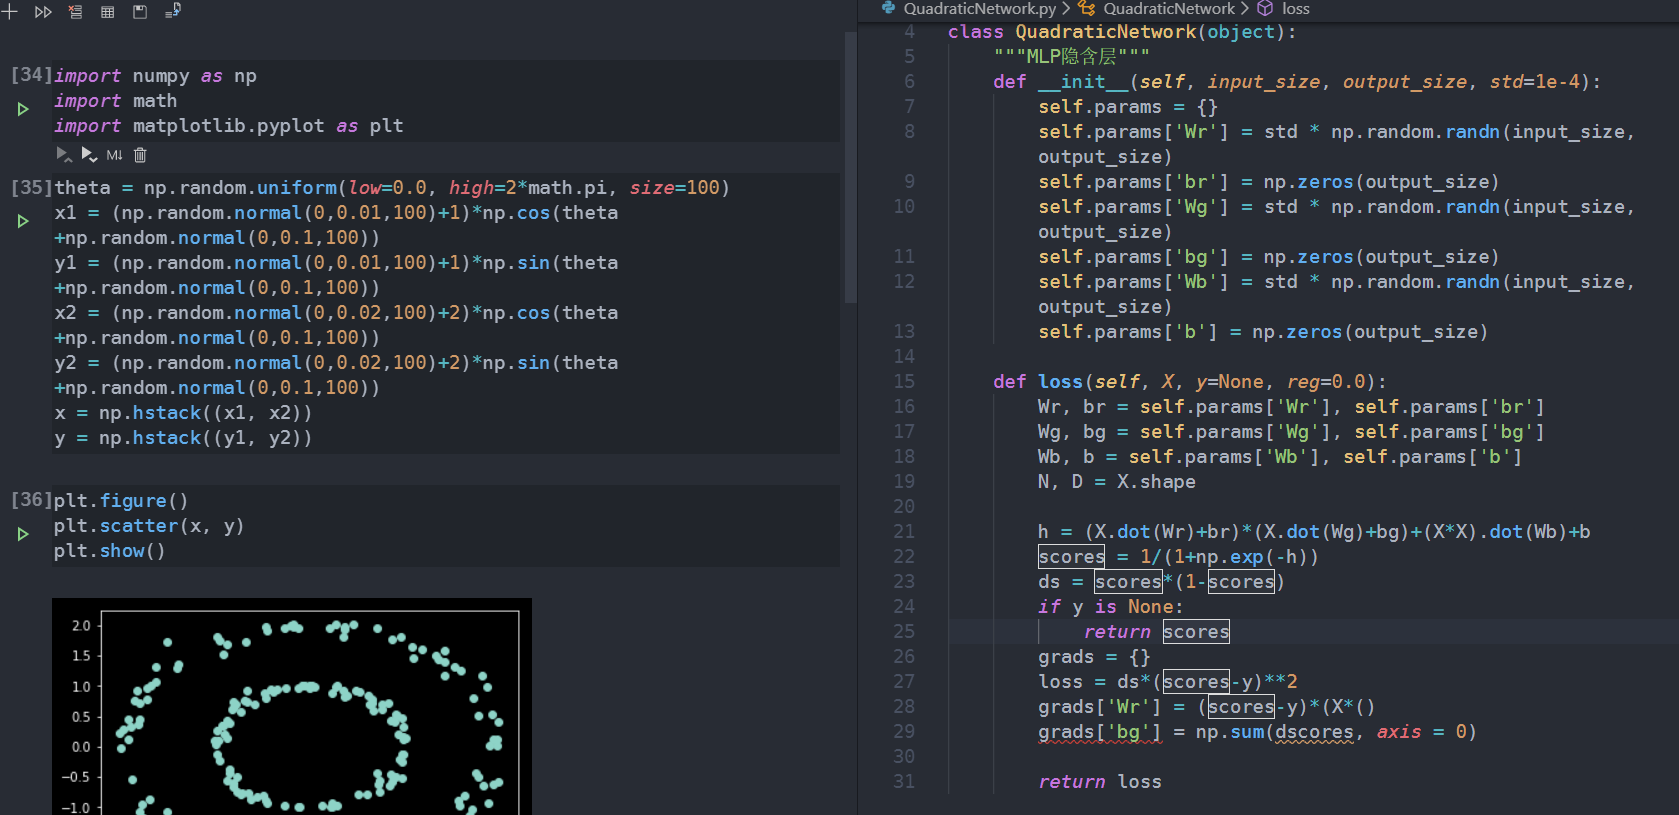 [34]
import numpy as np
import math
import matplotlib.pyplot as plt
M↓
[35]
theta = np.random.uniform(low=0.0, high=2*math.pi, size=100)
x1 = (np.random.normal(0,0.01,100)+1)*np.cos(theta
+np.random.normal(0,0.1,100))
y1 = (np.random.normal(0,0.01,100)+1)*np.sin(theta
+np.random.normal(0,0.1,100))
x2 = (np.random.normal(0,0.02,100)+2)*np.cos(theta
+np.random.normal(0,0.1,100))
y2 = (np.random.normal(0,0.02,100)+2)*np.sin(theta
+np.random.normal(0,0.1,100))
x = np.hstack((x1, x2))
y = np.hstack((y1, y2))
[36]
plt.figure()
plt.scatter(x, y)
plt.show()
2.0
1.5
1.0
0.5
0.0
−0.5
−1.0
QuadraticNetwork.py > QuadraticNetwork > loss
4 class QuadraticNetwork(object):
5 """MLP隐含层"""
6 def __init__(self, input_size, output_size, std=1e-4):
7 self.params = {}
8 self.params['Wr'] = std * np.random.randn(input_size,
output_size)
9 self.params['br'] = np.zeros(output_size)
10 self.params['Wg'] = std * np.random.randn(input_size,
output_size)
11 self.params['bg'] = np.zeros(output_size)
12 self.params['Wb'] = std * np.random.randn(input_size,
output_size)
13 self.params['b'] = np.zeros(output_size)
14
15 def loss(self, X, y=None, reg=0.0):
16 Wr, br = self.params['Wr'], self.params['br']
17 Wg, bg = self.params['Wg'], self.params['bg']
18 Wb, b = self.params['Wb'], self.params['b']
19 N, D = X.shape
20
21 h = (X.dot(Wr)+br)*(X.dot(Wg)+bg)+(X*X).dot(Wb)+b
22 scores = 1/(1+np.exp(-h))
23 ds = scores*(1-scores)
24 if y is None:
25 return scores
26 grads = {}
27 loss = ds*(scores-y)**2
28 grads['Wr'] = (scores-y)*(X*()
29 grads['bg'] = np.sum(dscores, axis = 0)
30
31 return loss